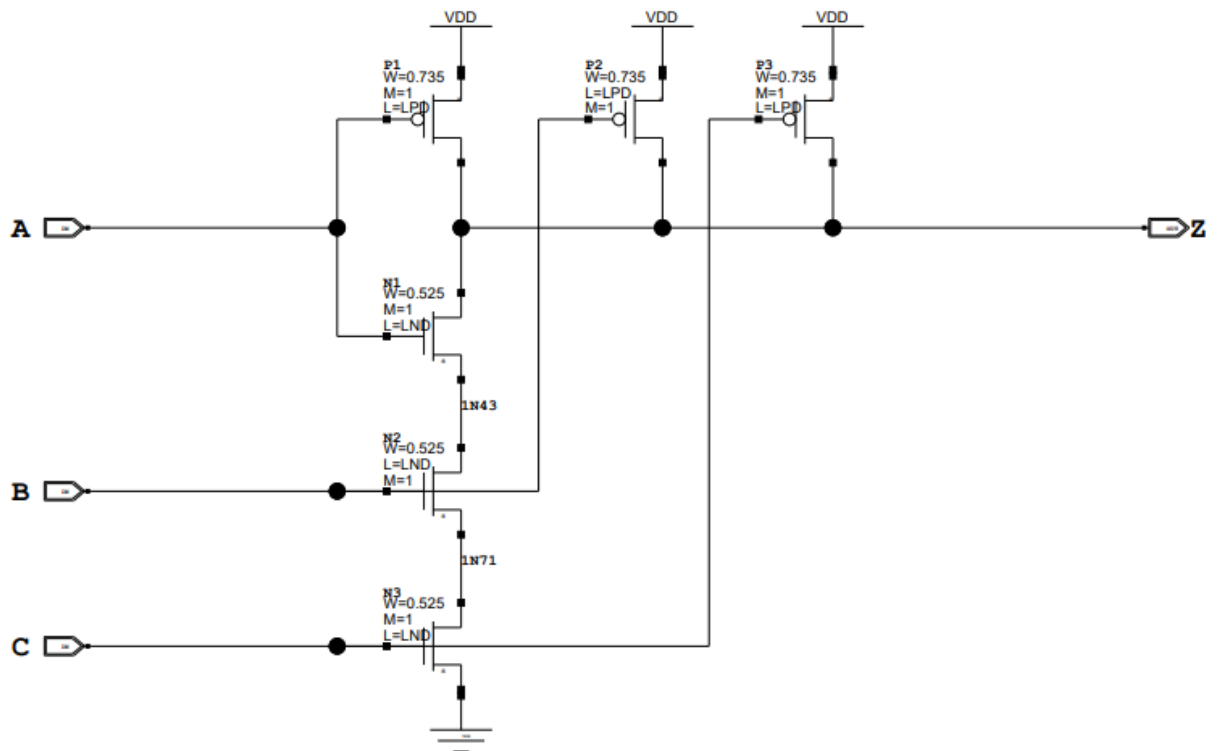 VDD
VDD
VDD
P1
W=0.735
M=1
L=LPD
P2
W=0.735
L=LPD
M=1
P3
W=0.735
M=1
L=LPD
A
Z
N1
W=0.525
M=1
L=LND
1N43
N2
W=0.525
L=LND
M=1
B
1N71
N3
W=0.525
M=1
L=LND
C